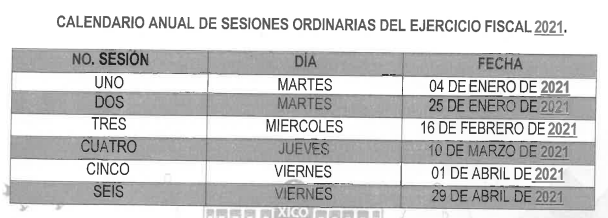 CALENDARIO ANUAL DE SESIONES ORDINARIAS DEL EJERCICIO FISCAL 2021.
NO. SESIÓN DÍA FECHA
UNO MARTES 04 DE ENERO DE 2021
DOS MARTES 25 DE ENERO DE 2021
TRES MIERCOLES 16 DE FEBRERO DE 2021
CUATRO JUEVES 10 DE MARZO DE 2021
CINCO VIERNES 01 DE ABRIL DE 2021
SEIS VIERNES 29 DE ABRIL DE 2021
XICO